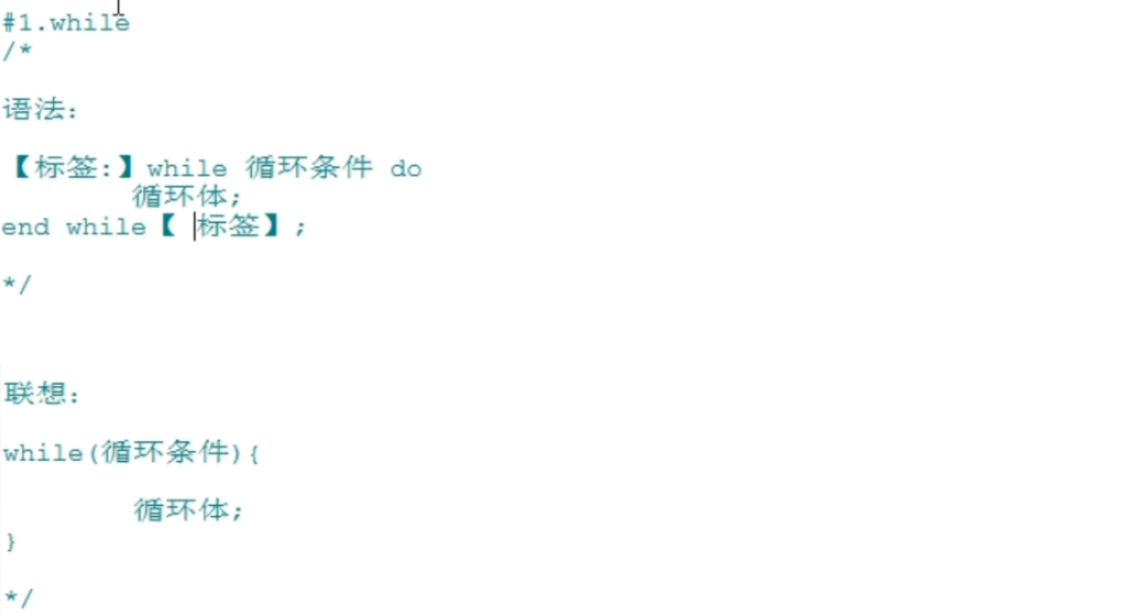 #1.while
/*
语法：
【标签:】while 循环条件 do
循环体;
end while【 标签】;
*/
联想：
while(循环条件){
循环体;
}
*/